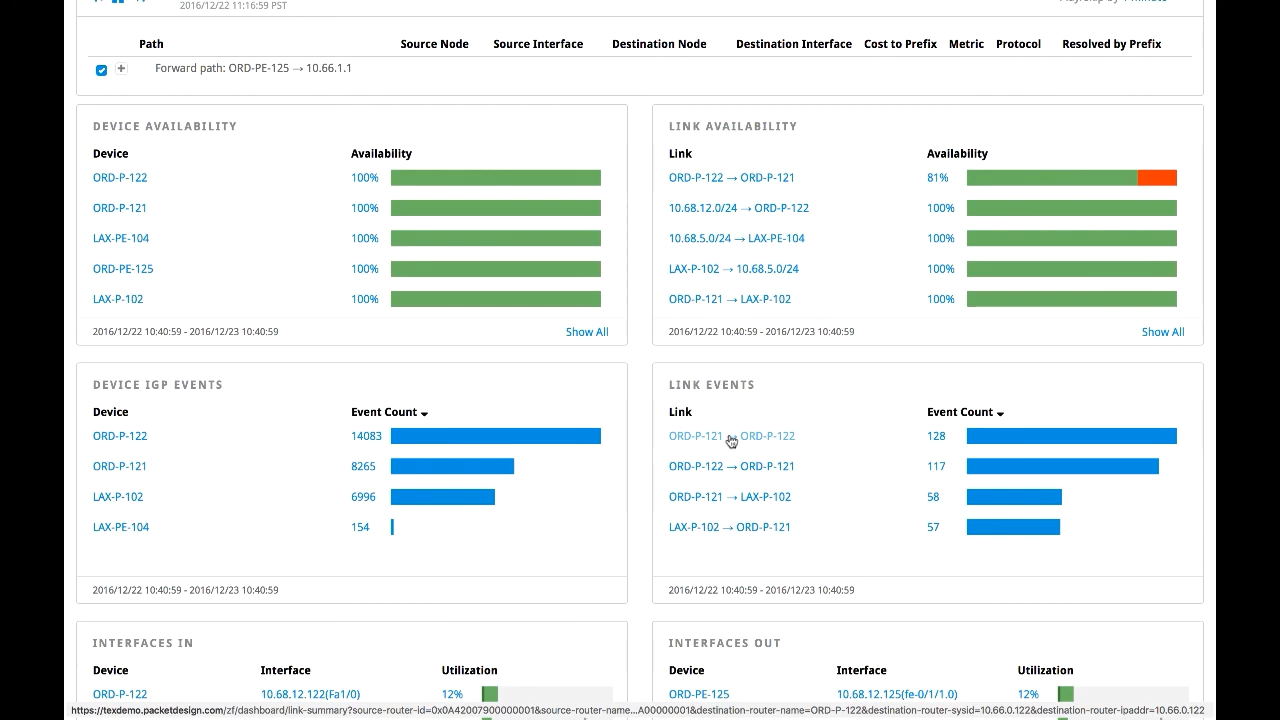 2016/12/22 11:16:59 PST
Path Source Node Source Interface Destination Node Destination Interface Cost to Prefix Metric Protocol Resolved by Prefix
Forward path: ORD-PE-125 → 10.66.1.1
DEVICE AVAILABILITY
Device Availability
ORD-P-122 100%
ORD-P-121 100%
LAX-PE-104 100%
ORD-PE-125 100%
LAX-P-102 100%
2016/12/22 10:40:59 - 2016/12/23 10:40:59 Show All
LINK AVAILABILITY
Link Availability
ORD-P-122 → ORD-P-121 81%
10.68.12.0/24 → ORD-P-122 100%
10.68.5.0/24 → LAX-PE-104 100%
LAX-P-102 → 10.68.5.0/24 100%
ORD-P-121 → LAX-P-102 100%
2016/12/22 10:40:59 - 2016/12/23 10:40:59 Show All
DEVICE IGP EVENTS
Device Event Count
ORD-P-122 14083
ORD-P-121 8265
LAX-P-102 6996
LAX-PE-104 154
2016/12/22 10:40:59 - 2016/12/23 10:40:59
LINK EVENTS
Link Event Count
ORD-P-121 → ORD-P-122 128
ORD-P-122 → ORD-P-121 117
ORD-P-121 → LAX-P-102 58
LAX-P-102 → ORD-P-121 57
2016/12/22 10:40:59 - 2016/12/23 10:40:59
INTERFACES IN
Device Interface Utilization
ORD-P-122 10.68.12.122(Fa1/0) 12%
INTERFACES OUT
Device Interface Utilization
ORD-PE-125 10.68.12.125(fe-0/1/1.0) 12%
https://texdemo.packetdesign.com/zf/dashboard/link-summary?source-router-id=0x0A42007900000001&source-router-name...A00000001&destination-router-name=ORD-P-122&destination-router-sysid=10.66.0.122&destination-router-ipaddr=10.66.0.122